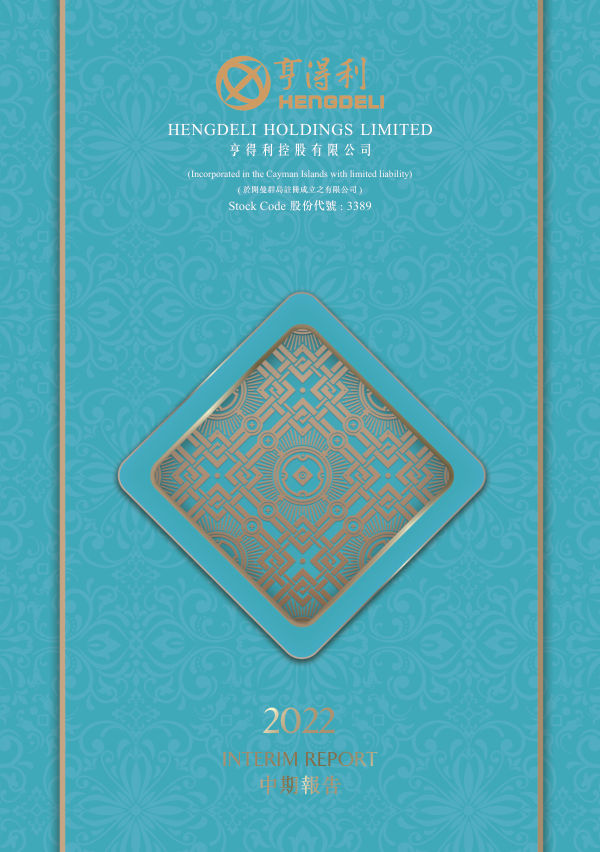 亨得利
HENGDELI
HENGDELI HOLDINGS LIMITED
亨得利控股有限公司
(Incorporated in the Cayman Islands with limited liability)
(於開曼群島註冊成立之有限公司)
Stock Code 股份代號 : 3389
2022
INTERIM REPORT
中期報告